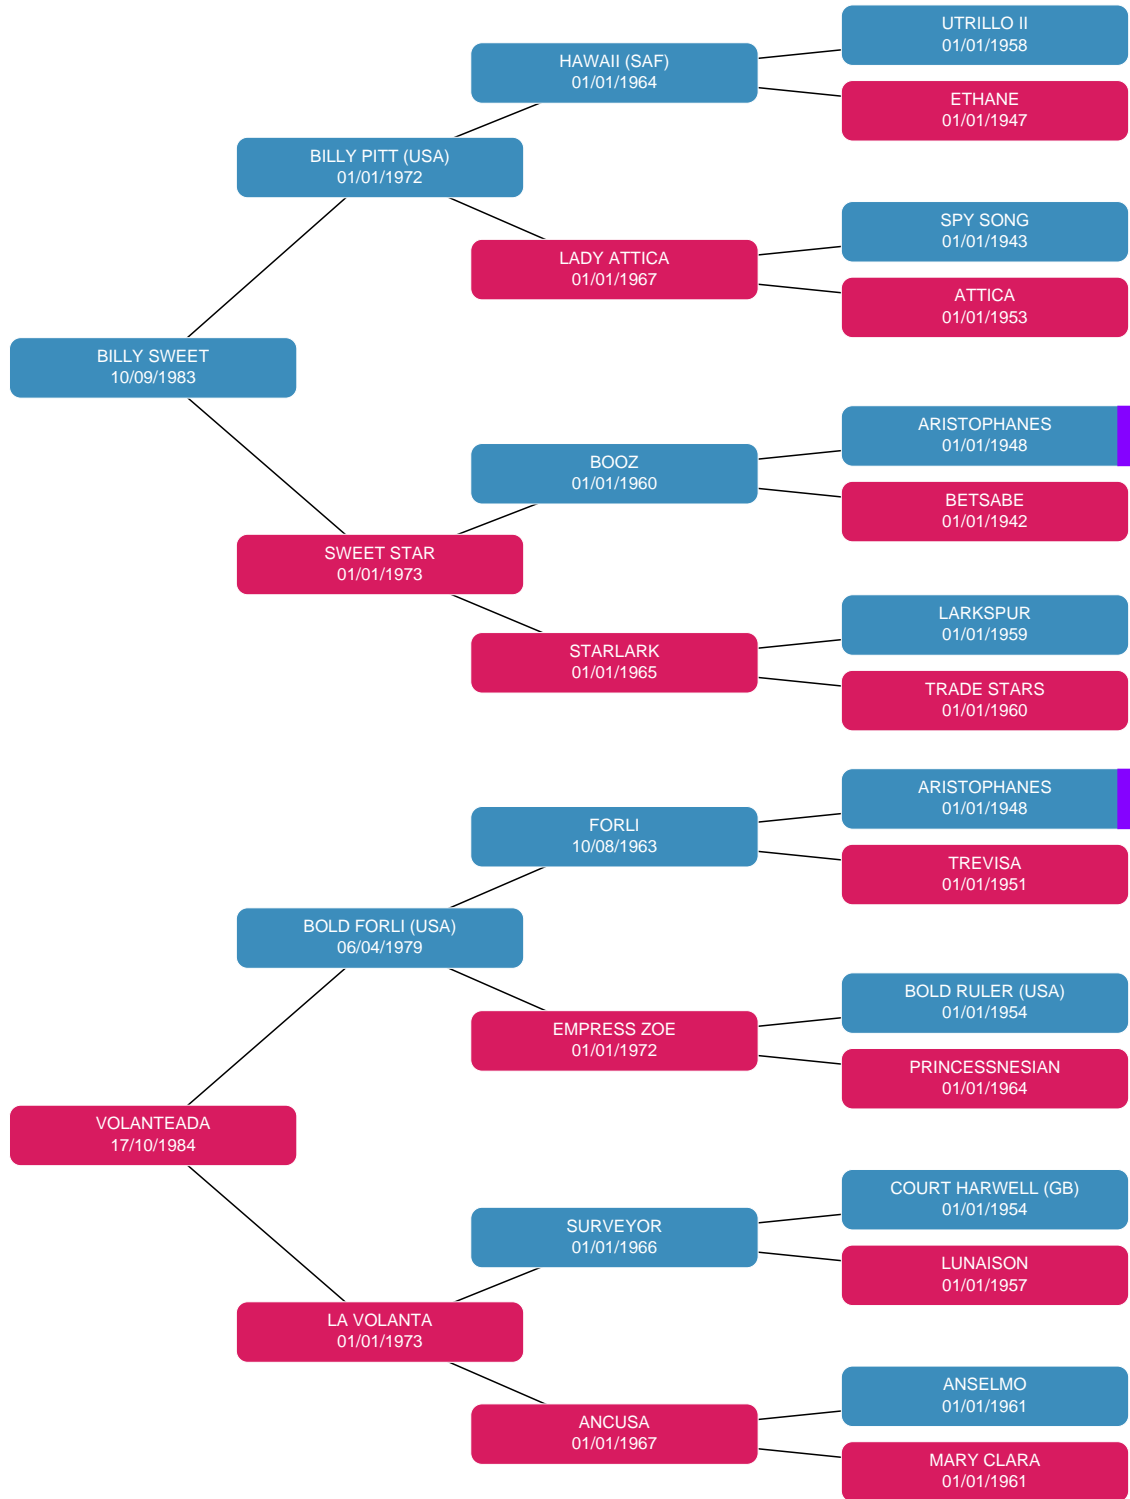 UTRILLO II
01/01/1958
HAWAII (SAF)
01/01/1964
ETHANE
01/01/1947
BILLY PITT (USA)
01/01/1972
SPY SONG
01/01/1943
LADY ATTICA
01/01/1967
ATTICA
01/01/1953
BILLY SWEET
10/09/1983
ARISTOPHANES
01/01/1948
BOOZ
01/01/1960
BETSABE
01/01/1942
SWEET STAR
01/01/1973
LARKSPUR
01/01/1959
STARLARK
01/01/1965
TRADE STARS
01/01/1960
ARISTOPHANES
01/01/1948
FORLI
10/08/1963
TREVISA
01/01/1951
BOLD FORLI (USA)
06/04/1979
BOLD RULER (USA)
01/01/1954
EMPRESS ZOE
01/01/1972
PRINCESSNESIAN
01/01/1964
VOLANTEADA
17/10/1984
COURT HARWELL (GB)
01/01/1954
SURVEYOR
01/01/1966
LUNAISON
01/01/1957
LA VOLANTA
01/01/1973
ANSELMO
01/01/1961
ANCUSA
01/01/1967
MARY CLARA
01/01/1961